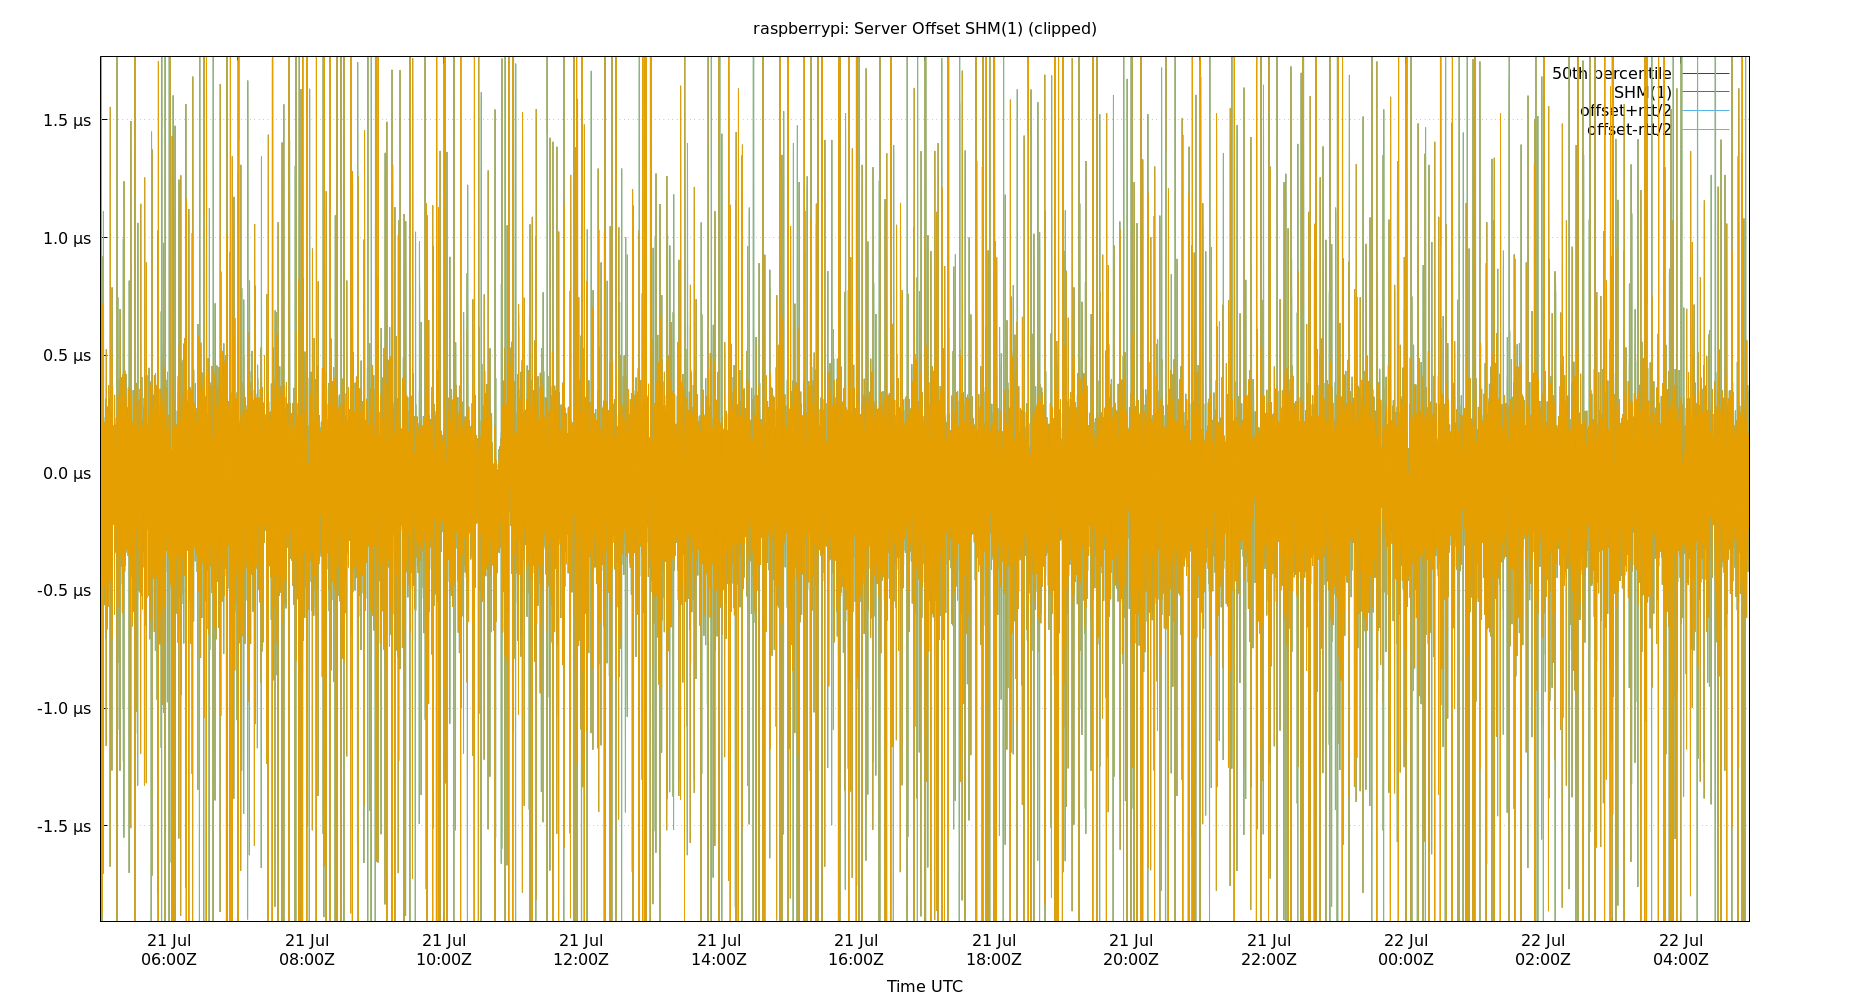 raspberrypi: Server Offset SHM(1) (clipped)
50th percentile
SHM(1)
offset+rtt/2
offset-rtt/2
1.5 µs
1.0 µs
0.5 µs
0.0 µs
-0.5 µs
-1.0 µs
-1.5 µs
21 Jul 21 Jul 21 Jul 21 Jul 21 Jul 21 Jul 21 Jul 21 Jul 21 Jul 22 Jul 22 Jul 22 Jul
06:00Z 08:00Z 10:00Z 12:00Z 14:00Z 16:00Z 18:00Z 20:00Z 22:00Z 00:00Z 02:00Z 04:00Z
Time UTC